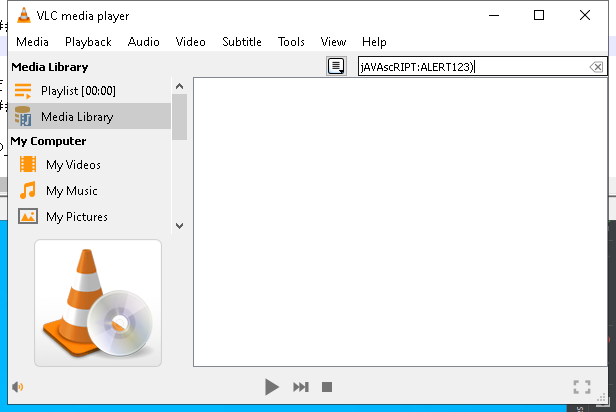 VLC media player
Media Playback Audio Video Subtitle Tools View Help
Media Library
jAVAscRIPT:ALERT123)
Playlist [00:00]
Media Library
My Computer
My Videos
My Music
My Pictures